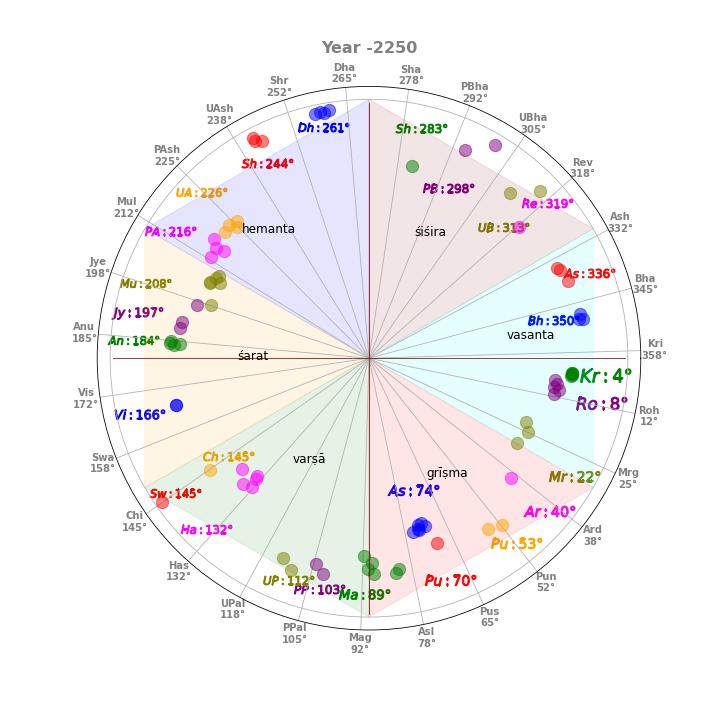 Year -2250
Dha
265°
Sha
278°
PBha
292°
UBha
305°
Rev
318°
Ash
332°
Bha
345°
Kri
358°
Roh
12°
Mrg
25°
Ard
38°
Pun
52°
Pus
65°
Asl
78°
Mag
92°
PPal
105°
UPal
118°
Has
132°
Chi
145°
Swa
158°
Vis
172°
Anu
185°
Jye
198°
Mul
212°
PAsh
225°
UAsh
238°
Shr
252°
Dh:261°
Sh:283°
Sh:244°
PB:298°
UA:226°
Re:319°
UB:313°
PA:216°
hemanta
śiśira
As:336°
Mu:208°
Jy:197°
Bh:350°
vasanta
An:184°
śarat
Kr:4°
Ro:8°
Vi:166°
Ch:145°
varṣā
grīṣma
Mr:22°
As:74°
Sw:145°
Ar:40°
Ha:132°
Pu:53°
UP:112°
PP:103°
Ma:89°
Pu:70°